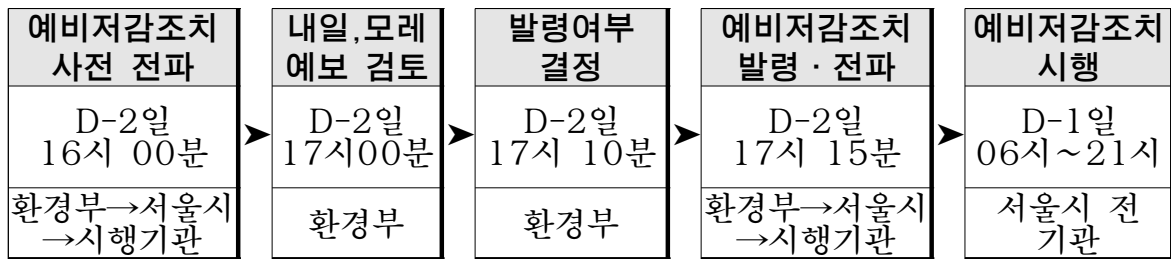 예비저감조치
사전 전파
D-2일
16시 00분
환경부→서울시
→시행기관
➤
내일,모레
예보 검토
D-2일
17시00분
환경부
➤
발령여부
결정
D-2일
17시 10분
환경부
➤
예비저감조치
발령·전파
D-2일
17시 15분
환경부→서울시
→시행기관
➤
예비저감조치
시행
D-1일
06시~21시
서울시 전
기관